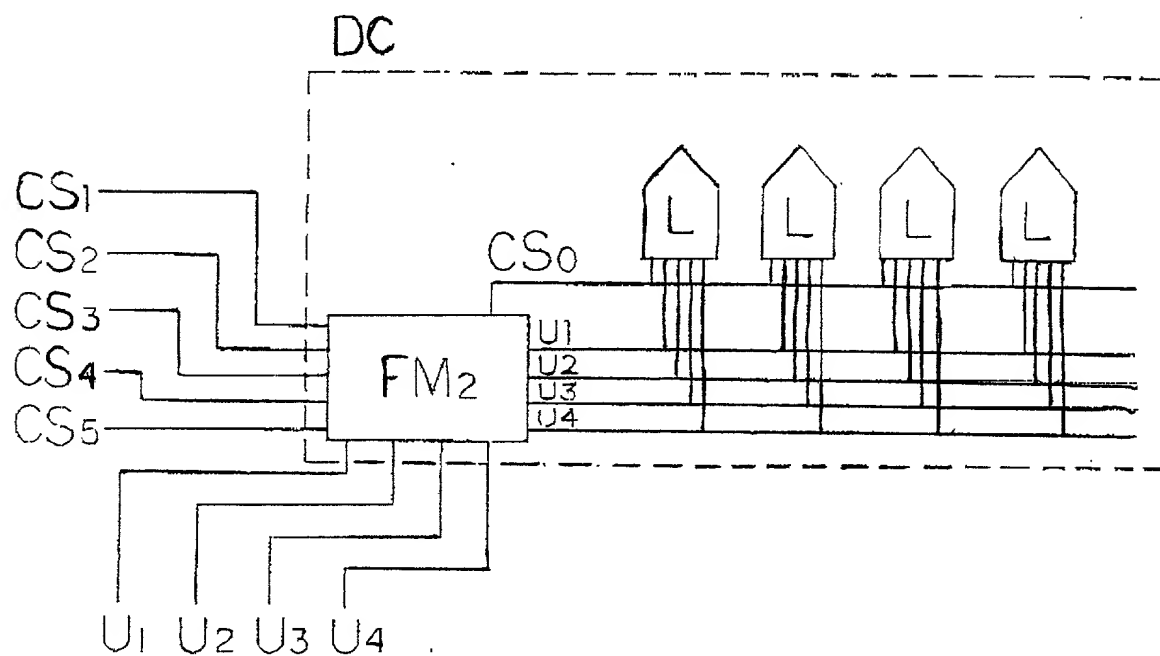 DC
L L L L
CS1
CS2
CS0
CS3
U1
CS4
FM2
U2
U3
CS5
U4
U1 U2 U3 U4